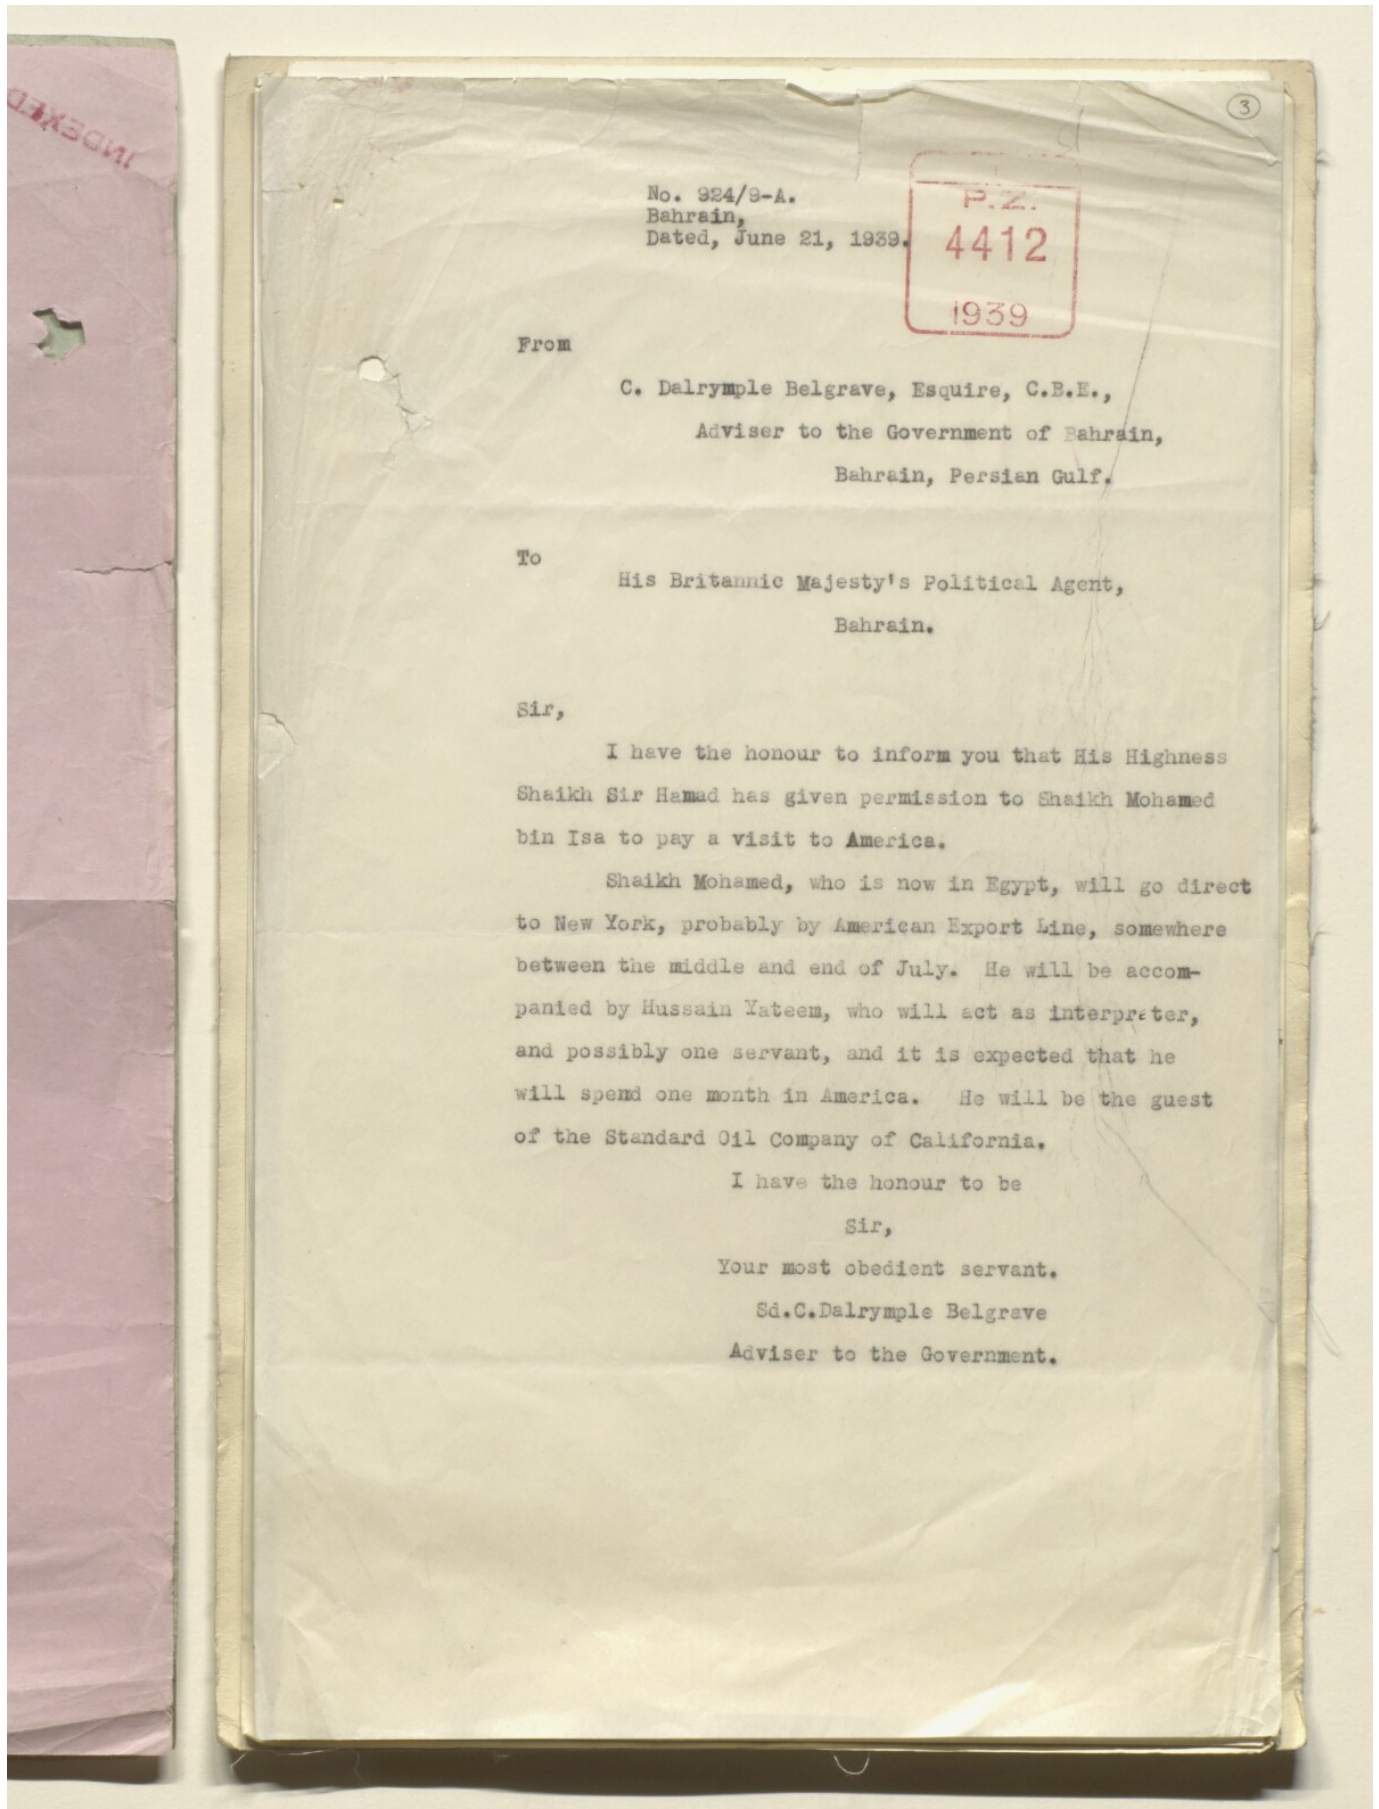 INDEXED
3
No. 924/9-A.
Bahrain,
Dated, June 21, 1939.
P.Z.
4412
1939
From
C. Dalrymple Belgrave, Esquire, C.B.E.,
Adviser to the Government of Bahrain,
Bahrain, Persian Gulf.
To
His Britannic Majesty's Political Agent,
Bahrain.
Sir,
I have the honour to inform you that His Highness
Shaikh Sir Hamad has given permission to Shaikh Mohamed
bin Isa to pay a visit to America.
Shaikh Mohamed, who is now in Egypt, will go direct
to New York, probably by American Export Line, somewhere
between the middle and end of July. He will be accom-
panied by Hussain Yateem, who will act as interpreter,
and possibly one servant, and it is expected that he
will spend one month in America. He will be the guest
of the Standard Oil Company of California.
I have the honour to be
Sir,
Your most obedient servant.
Sd.C.Dalrymple Belgrave
Adviser to the Government.